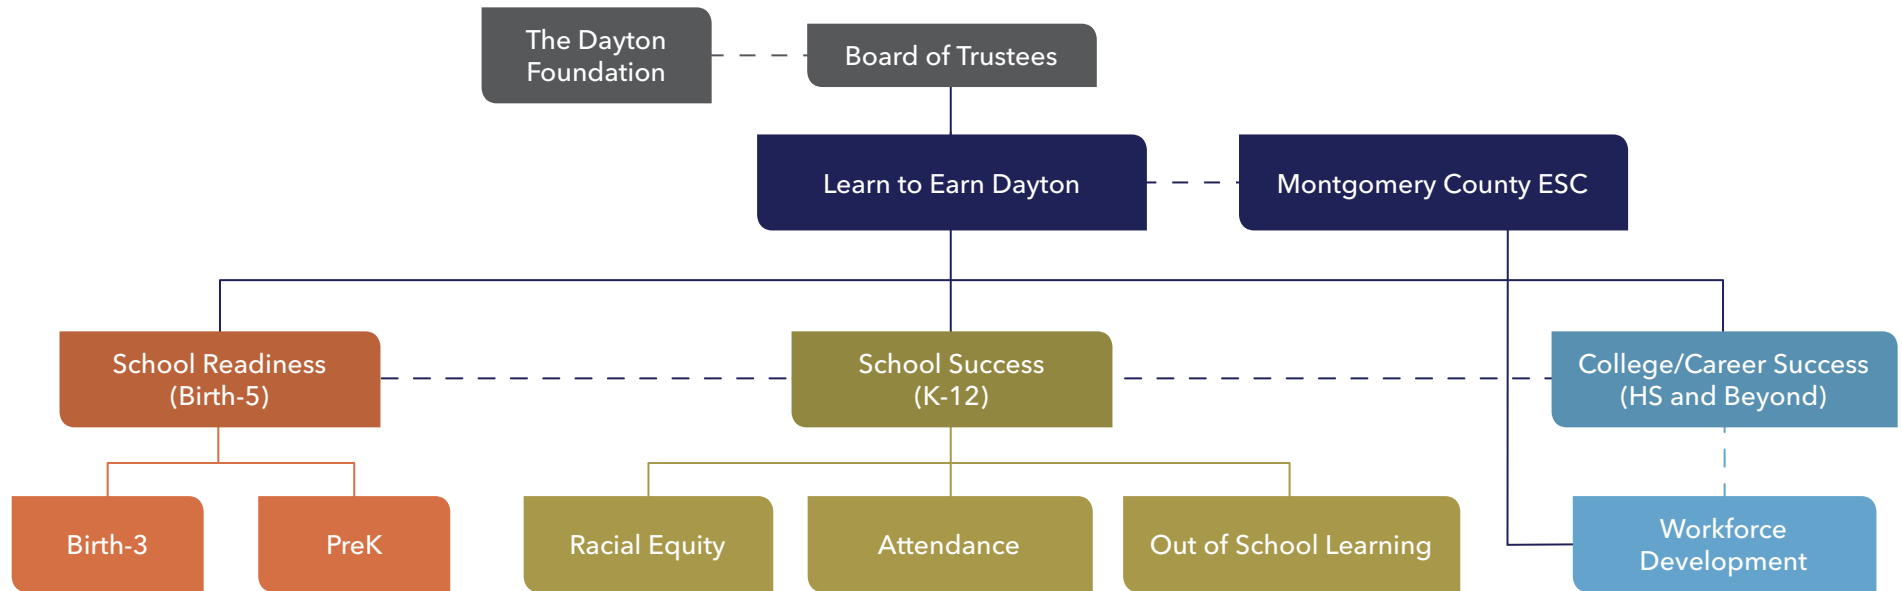 The Dayton
Foundation
Board of Trustees
Learn to Earn Dayton
Montgomery County ESC
School Readiness
(Birth-5)
School Success
(K-12)
College/Career Success
(HS and Beyond)
Birth-3
PreK
Racial Equity
Attendance
Out of School Learning
Workforce
Development